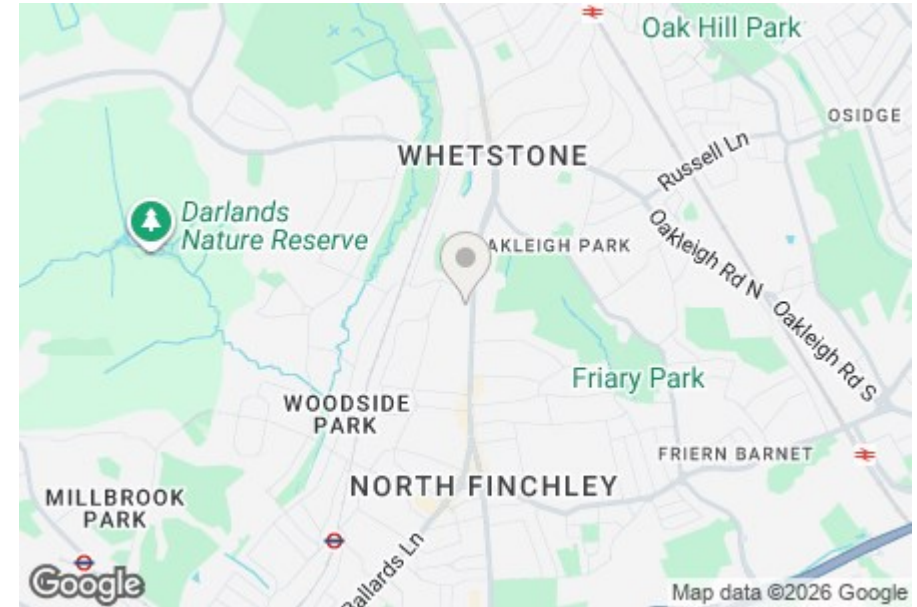 Oak Hill Park
OSIDGE
WHETSTONE
Russell Ln
Darlands
Nature Reserve
AKLEIGH PARK
Oakleigh Rd N
Oakleigh Rd S
Friary Park
WOODSIDE
PARK
FRIERN BARNET
NORTH FINCHLEY
MILLBROOK
PARK
Ballards Ln
Google
Map data ©2026 Google